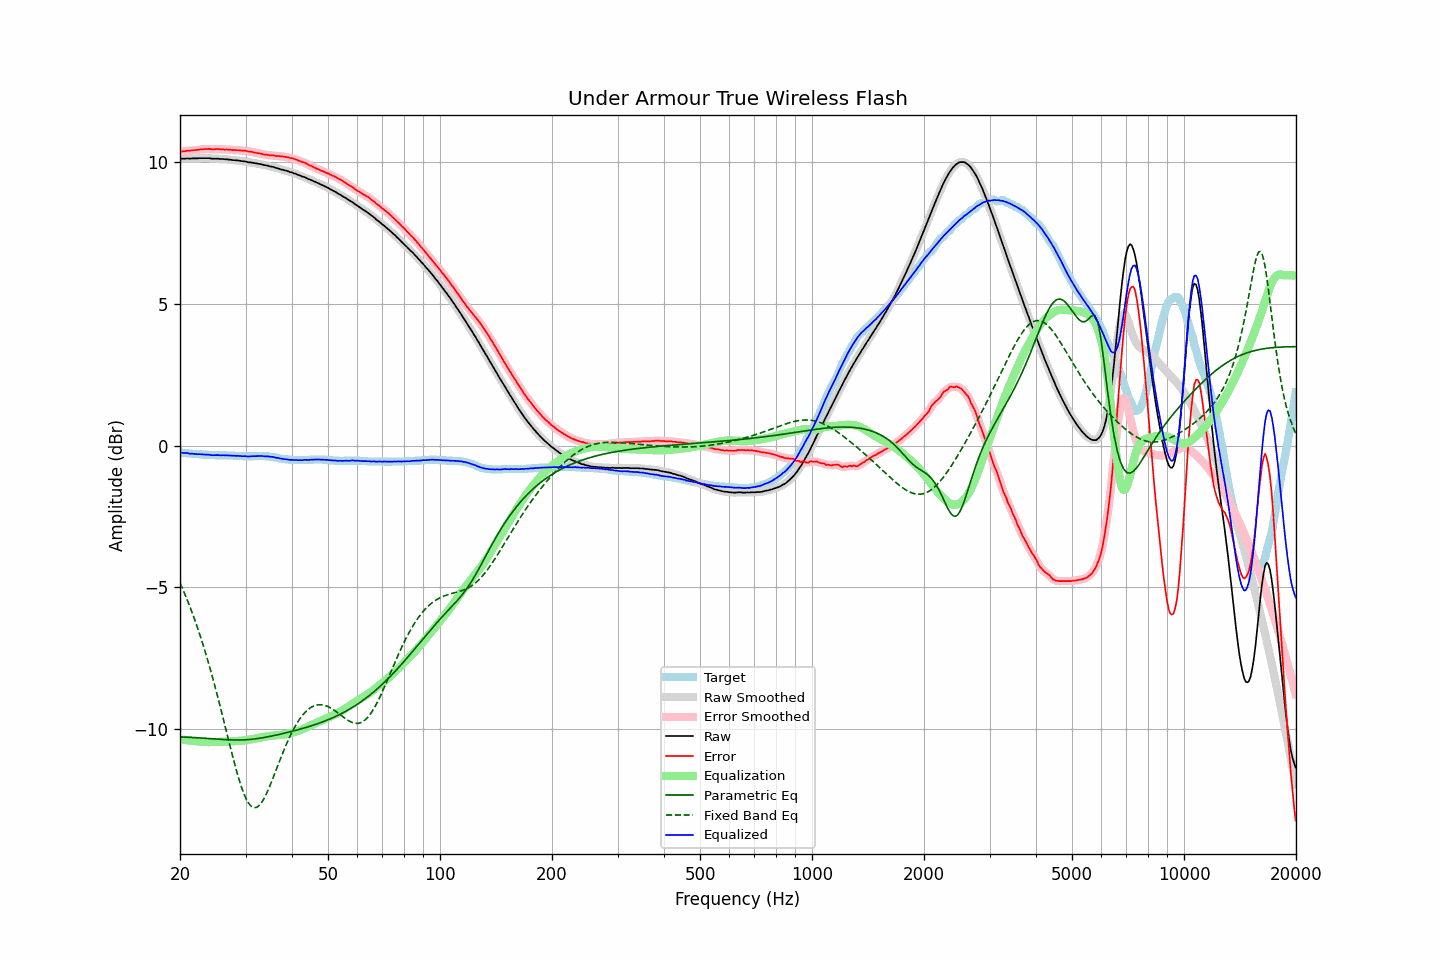 Under Armour True Wireless Flash
Amplitude (dBr)
10
5
0
−5
−10
20
50
100
200
500
1000
2000
5000
10000
20000
Frequency (Hz)
Target
Raw Smoothed
Error Smoothed
Raw
Error
Equalization
Parametric Eq
Fixed Band Eq
Equalized